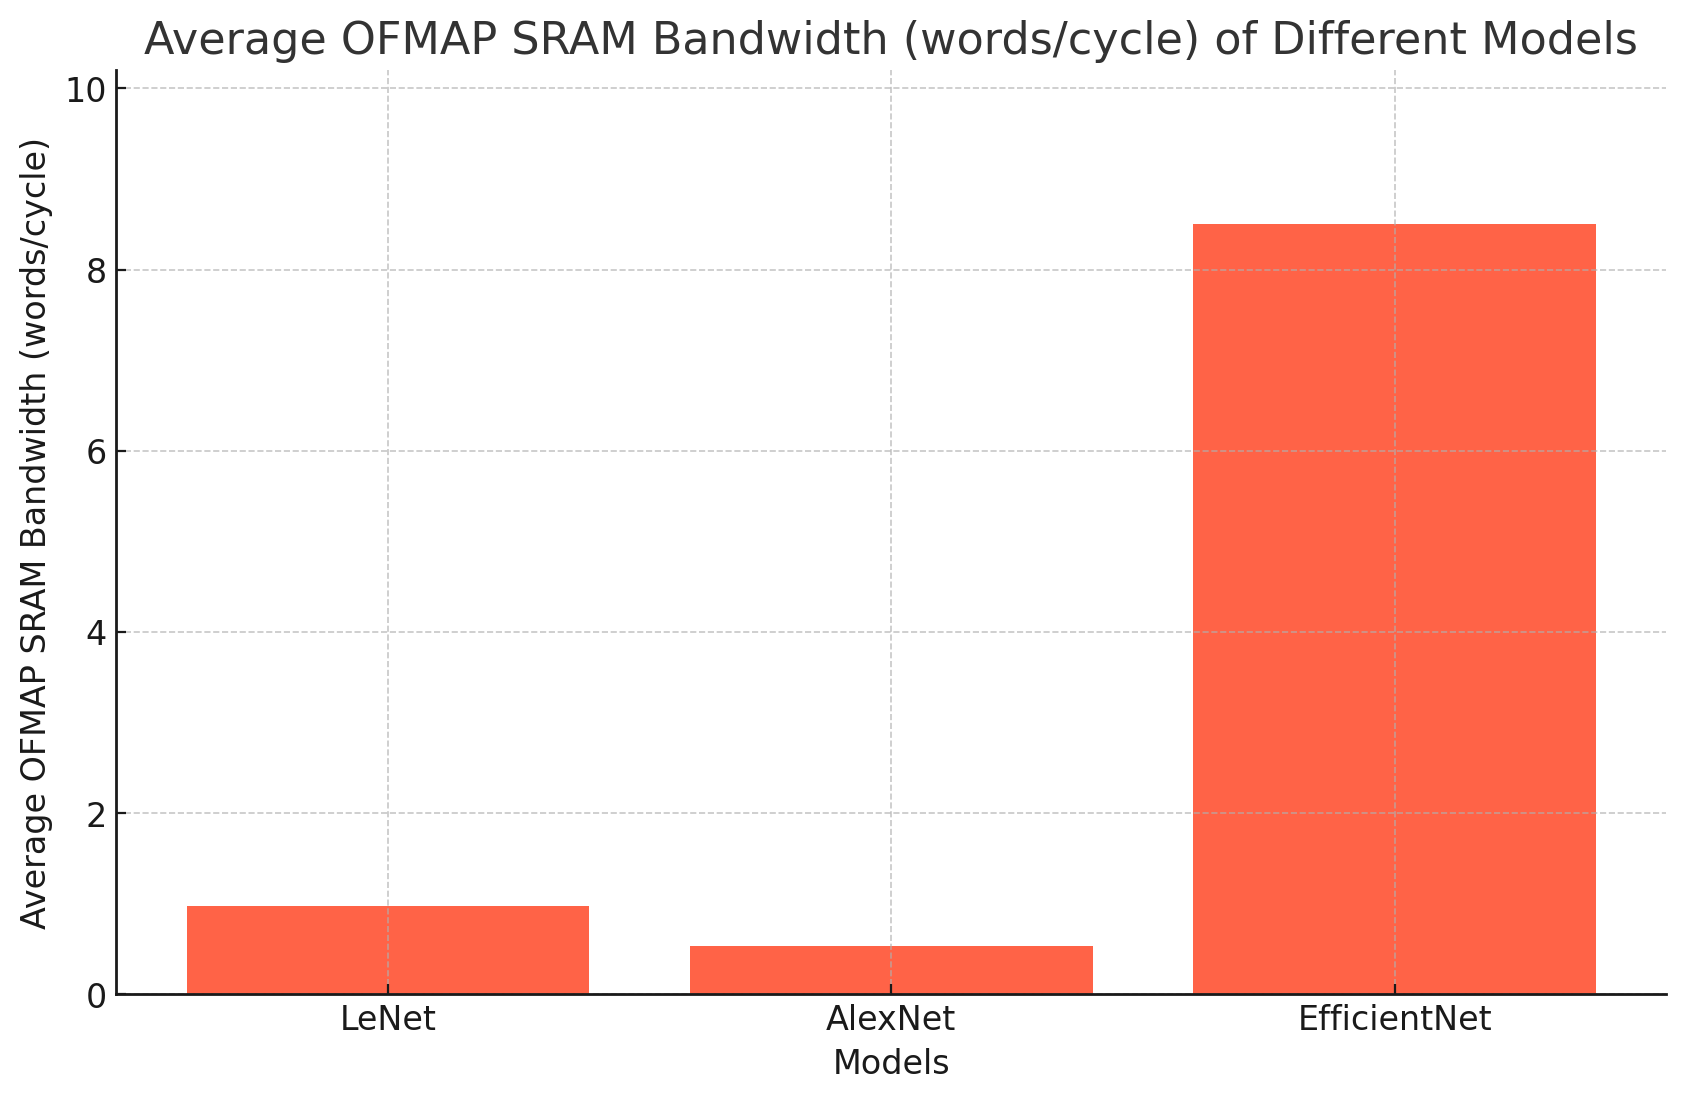 Average OFMAP SRAM Bandwidth (words/cycle) of Different Models
Average OFMAP SRAM Bandwidth (words/cycle)
10
8
6
4
2
0
LeNet AlexNet EfficientNet
Models